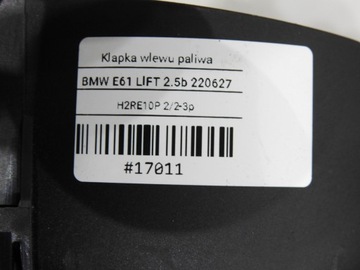 Klapka wlewu paliwa
BMW E61 LIFT 2.5b 220627
H2RE10P 2/2-3p
#17011